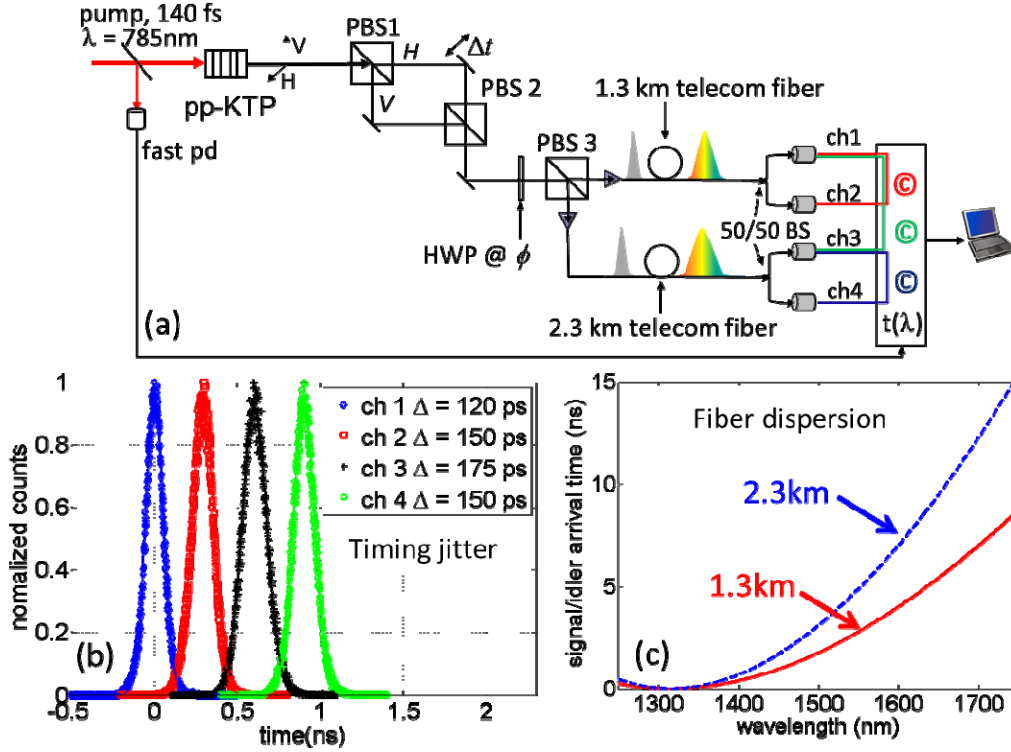 pump, 140 fs
λ = 785nm
PBS1
H
Δt
V
H
V
pp-KTP
fast pd
PBS 2
PBS 3
1.3 km telecom fiber
HWP @ ϕ
50/50 BS
2.3 km telecom fiber
ch1
ch2
ch3
ch4
©
©
©
t(λ)
(a)
nomalized counts
1
0.8
0.6
0.4
0.2
0
-0.5
0
0.5
1
1.5
2
time(ns)
ch 1 Δ = 120 ps
ch 2 Δ = 150 ps
ch 3 Δ = 175 ps
ch 4 Δ = 150 ps
Timing jitter
(b)
signal/idler arrival time (ns)
15
10
5
0
1300
1400
1500
1600
1700
wavelength (nm)
Fiber dispersion
2.3km
1.3km
(c)